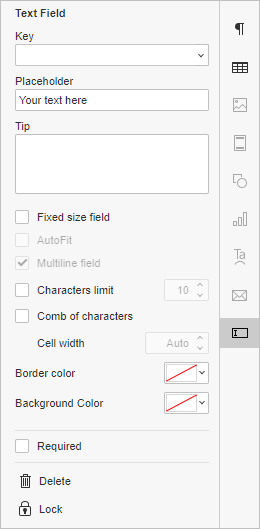 Text Field
Key
Placeholder
Your text here
Tip
Fixed size field
AutoFit
Multiline field
Characters limit 10
Comb of characters
Cell width Auto
Border color
Background Color
Required
Delete
Lock
¶
Ta